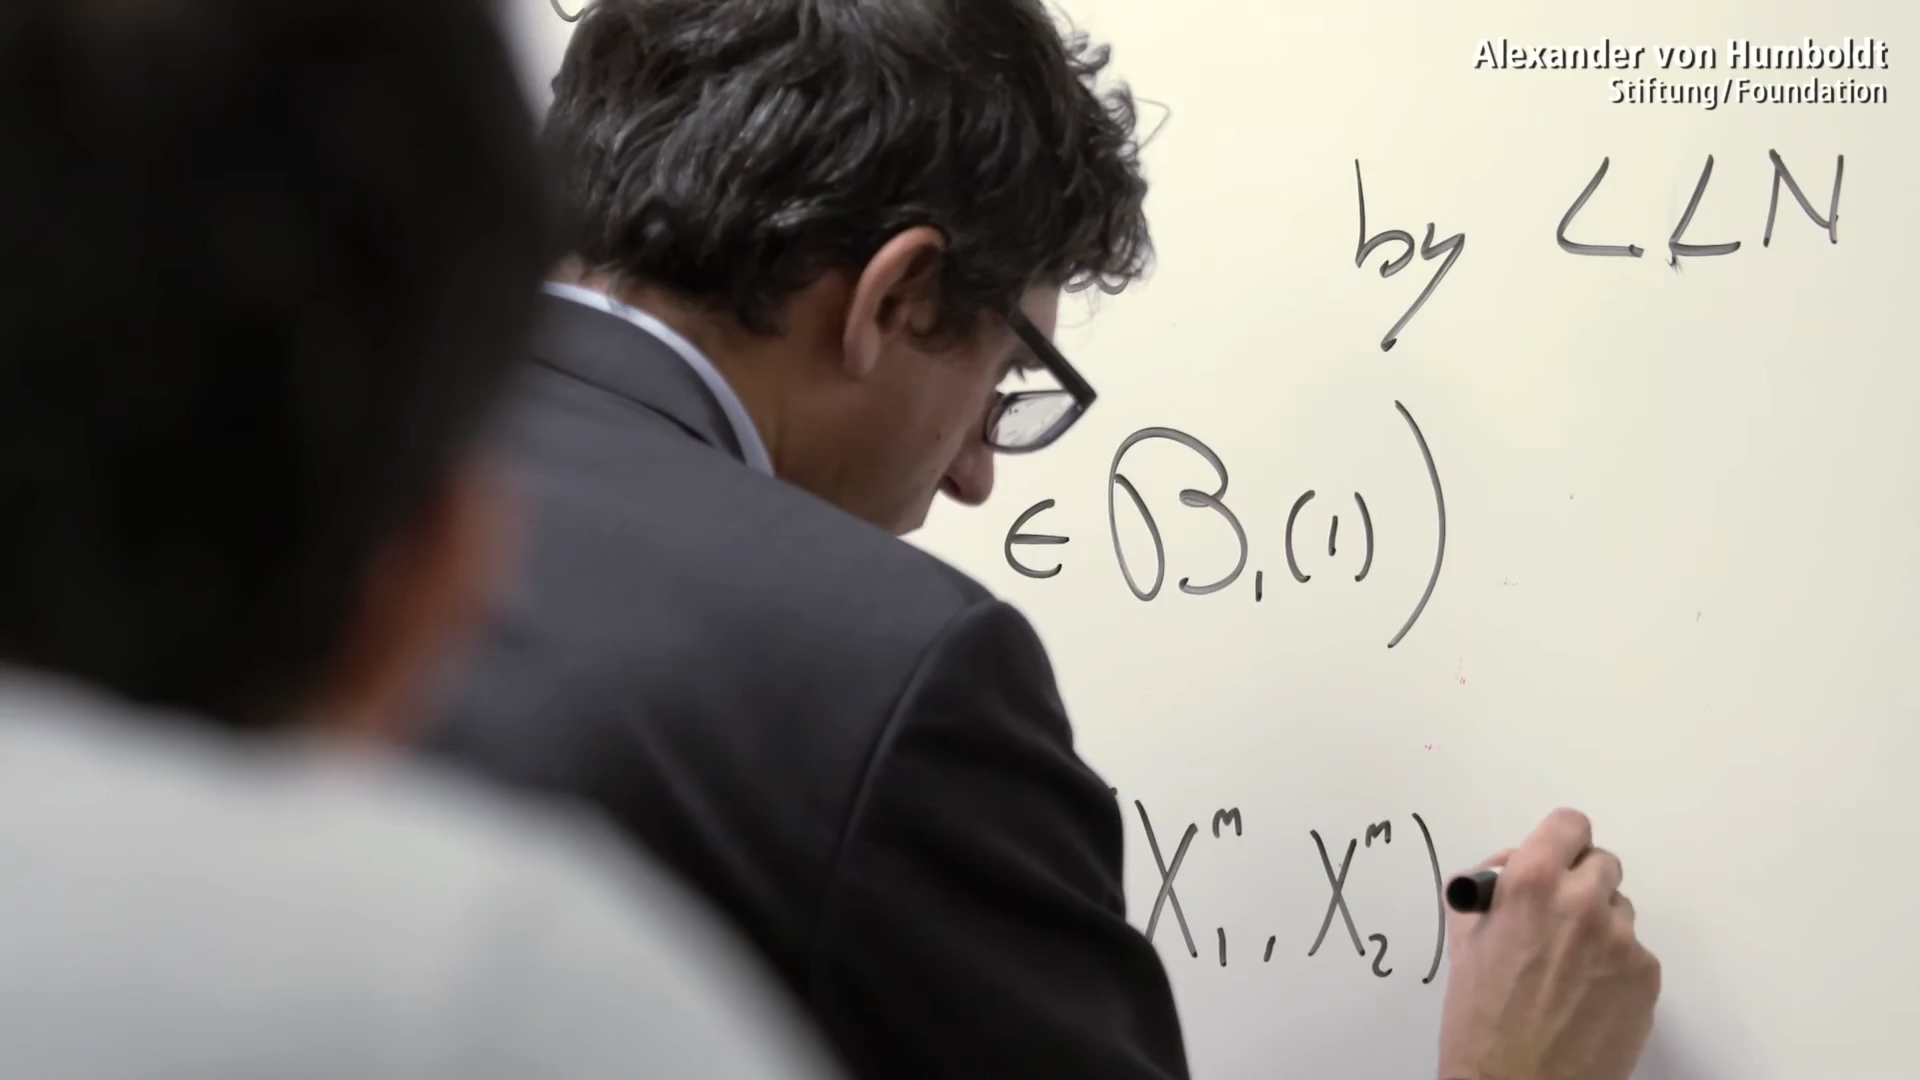 Alexander von Humboldt
Stiftung/Foundation
by LLN
∈ B₁(1))
(X₁ᵐ, X₂ᵐ)